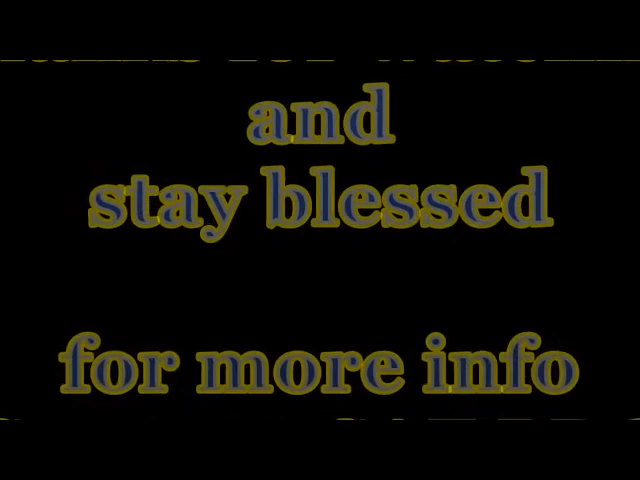 and
stay blessed
for more info